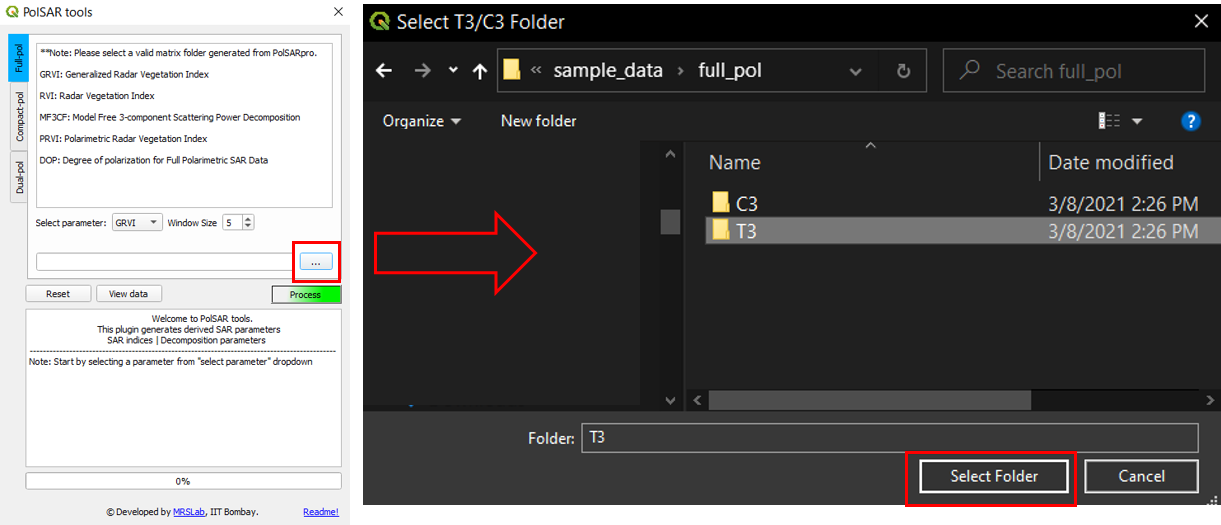 PolSAR tools
Full-pol
Compact-pol
Dual-pol
**Note: Please select a valid matrix folder generated from PolSARpro.
GRVI: Generalized Radar Vegetation Index
RVI: Radar Vegetation Index
MF3CF: Model Free 3-component Scattering Power Decomposition
PRVI: Polarimetric Radar Vegetation Index
DOP: Degree of polarization for Full Polarimetric SAR Data
Select parameter: GRVI Window Size 5
...
Reset View data Process
Welcome to PolSAR tools.
This plugin generates derived SAR parameters
SAR indices | Decomposition parameters
--------------------------------------------------------------------------------
Note: Start by selecting a parameter from "select parameter" dropdown
0%
© Developed by MRSLab, IIT Bombay. Readme!
Select T3/C3 Folder
« sample_data › full_pol
Search full_pol
Organize New folder
?
Name Date modified
C3 3/8/2021 2:26 PM
T3 3/8/2021 2:26 PM
Folder: T3
Select Folder Cancel